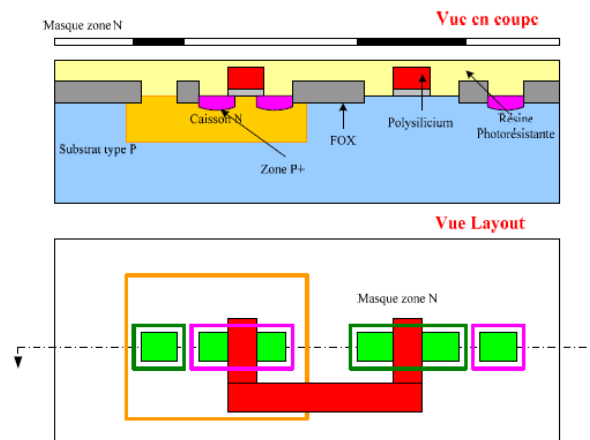 Masque zone N
Vue en coupe
Caisson N
Substrat type P
FOX
Zone P+
Polysilicium
Résine
Photorésistante
Vue Layout
Masque zone N